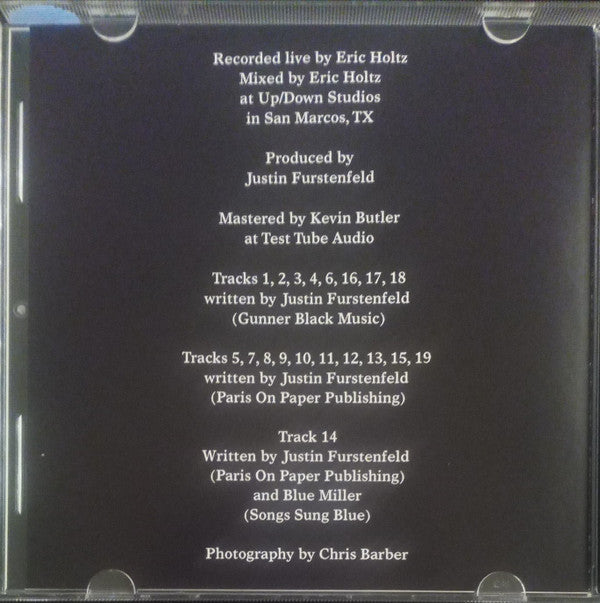 Recorded live by Eric Holtz
Mixed by Eric Holtz
at Up/Down Studios
in San Marcos, TX
Produced by
Justin Furstenfeld
Mastered by Kevin Butler
at Test Tube Audio
Tracks 1, 2, 3, 4, 6, 16, 17, 18
written by Justin Furstenfeld
(Gunner Black Music)
Tracks 5, 7, 8, 9, 10, 11, 12, 13, 15, 19
written by Justin Furstenfeld
(Paris On Paper Publishing)
Track 14
Written by Justin Furstenfeld
(Paris On Paper Publishing)
and Blue Miller
(Songs Sung Blue)
Photography by Chris Barber